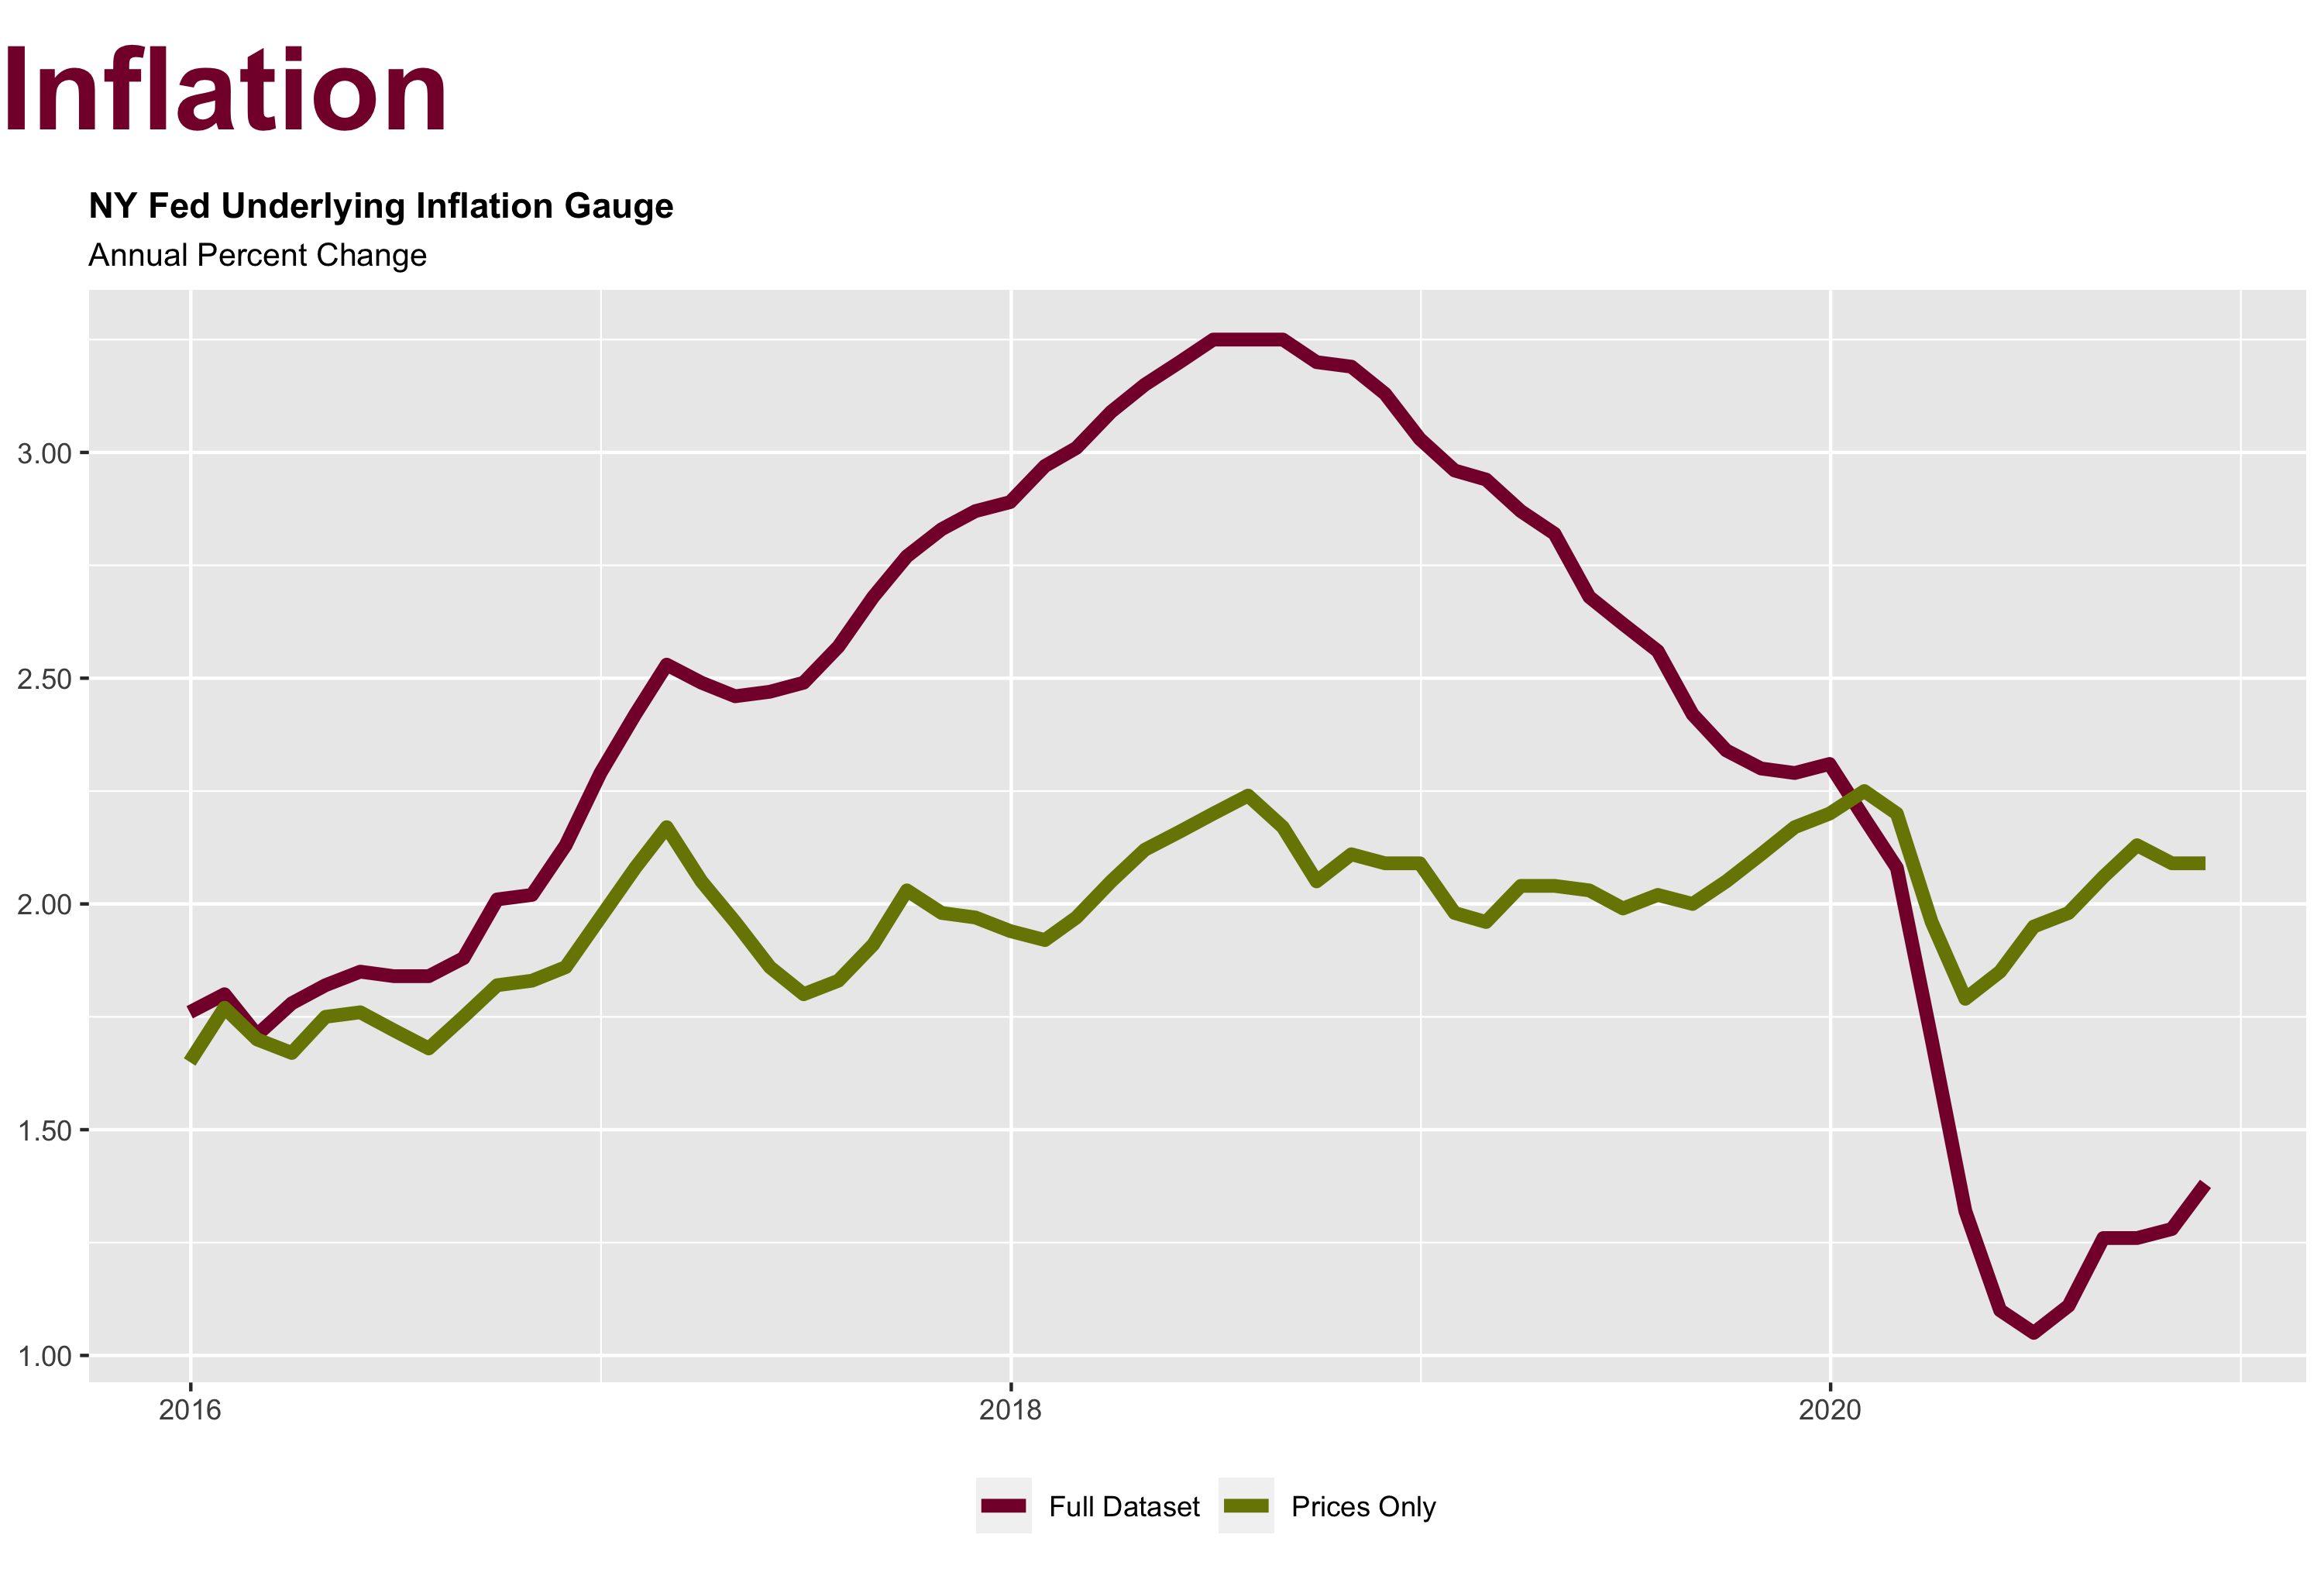 Inflation
NY Fed Underlying Inflation Gauge
Annual Percent Change
3.00
2.50
2.00
1.50
1.00
2016 2018 2020
Full Dataset Prices Only